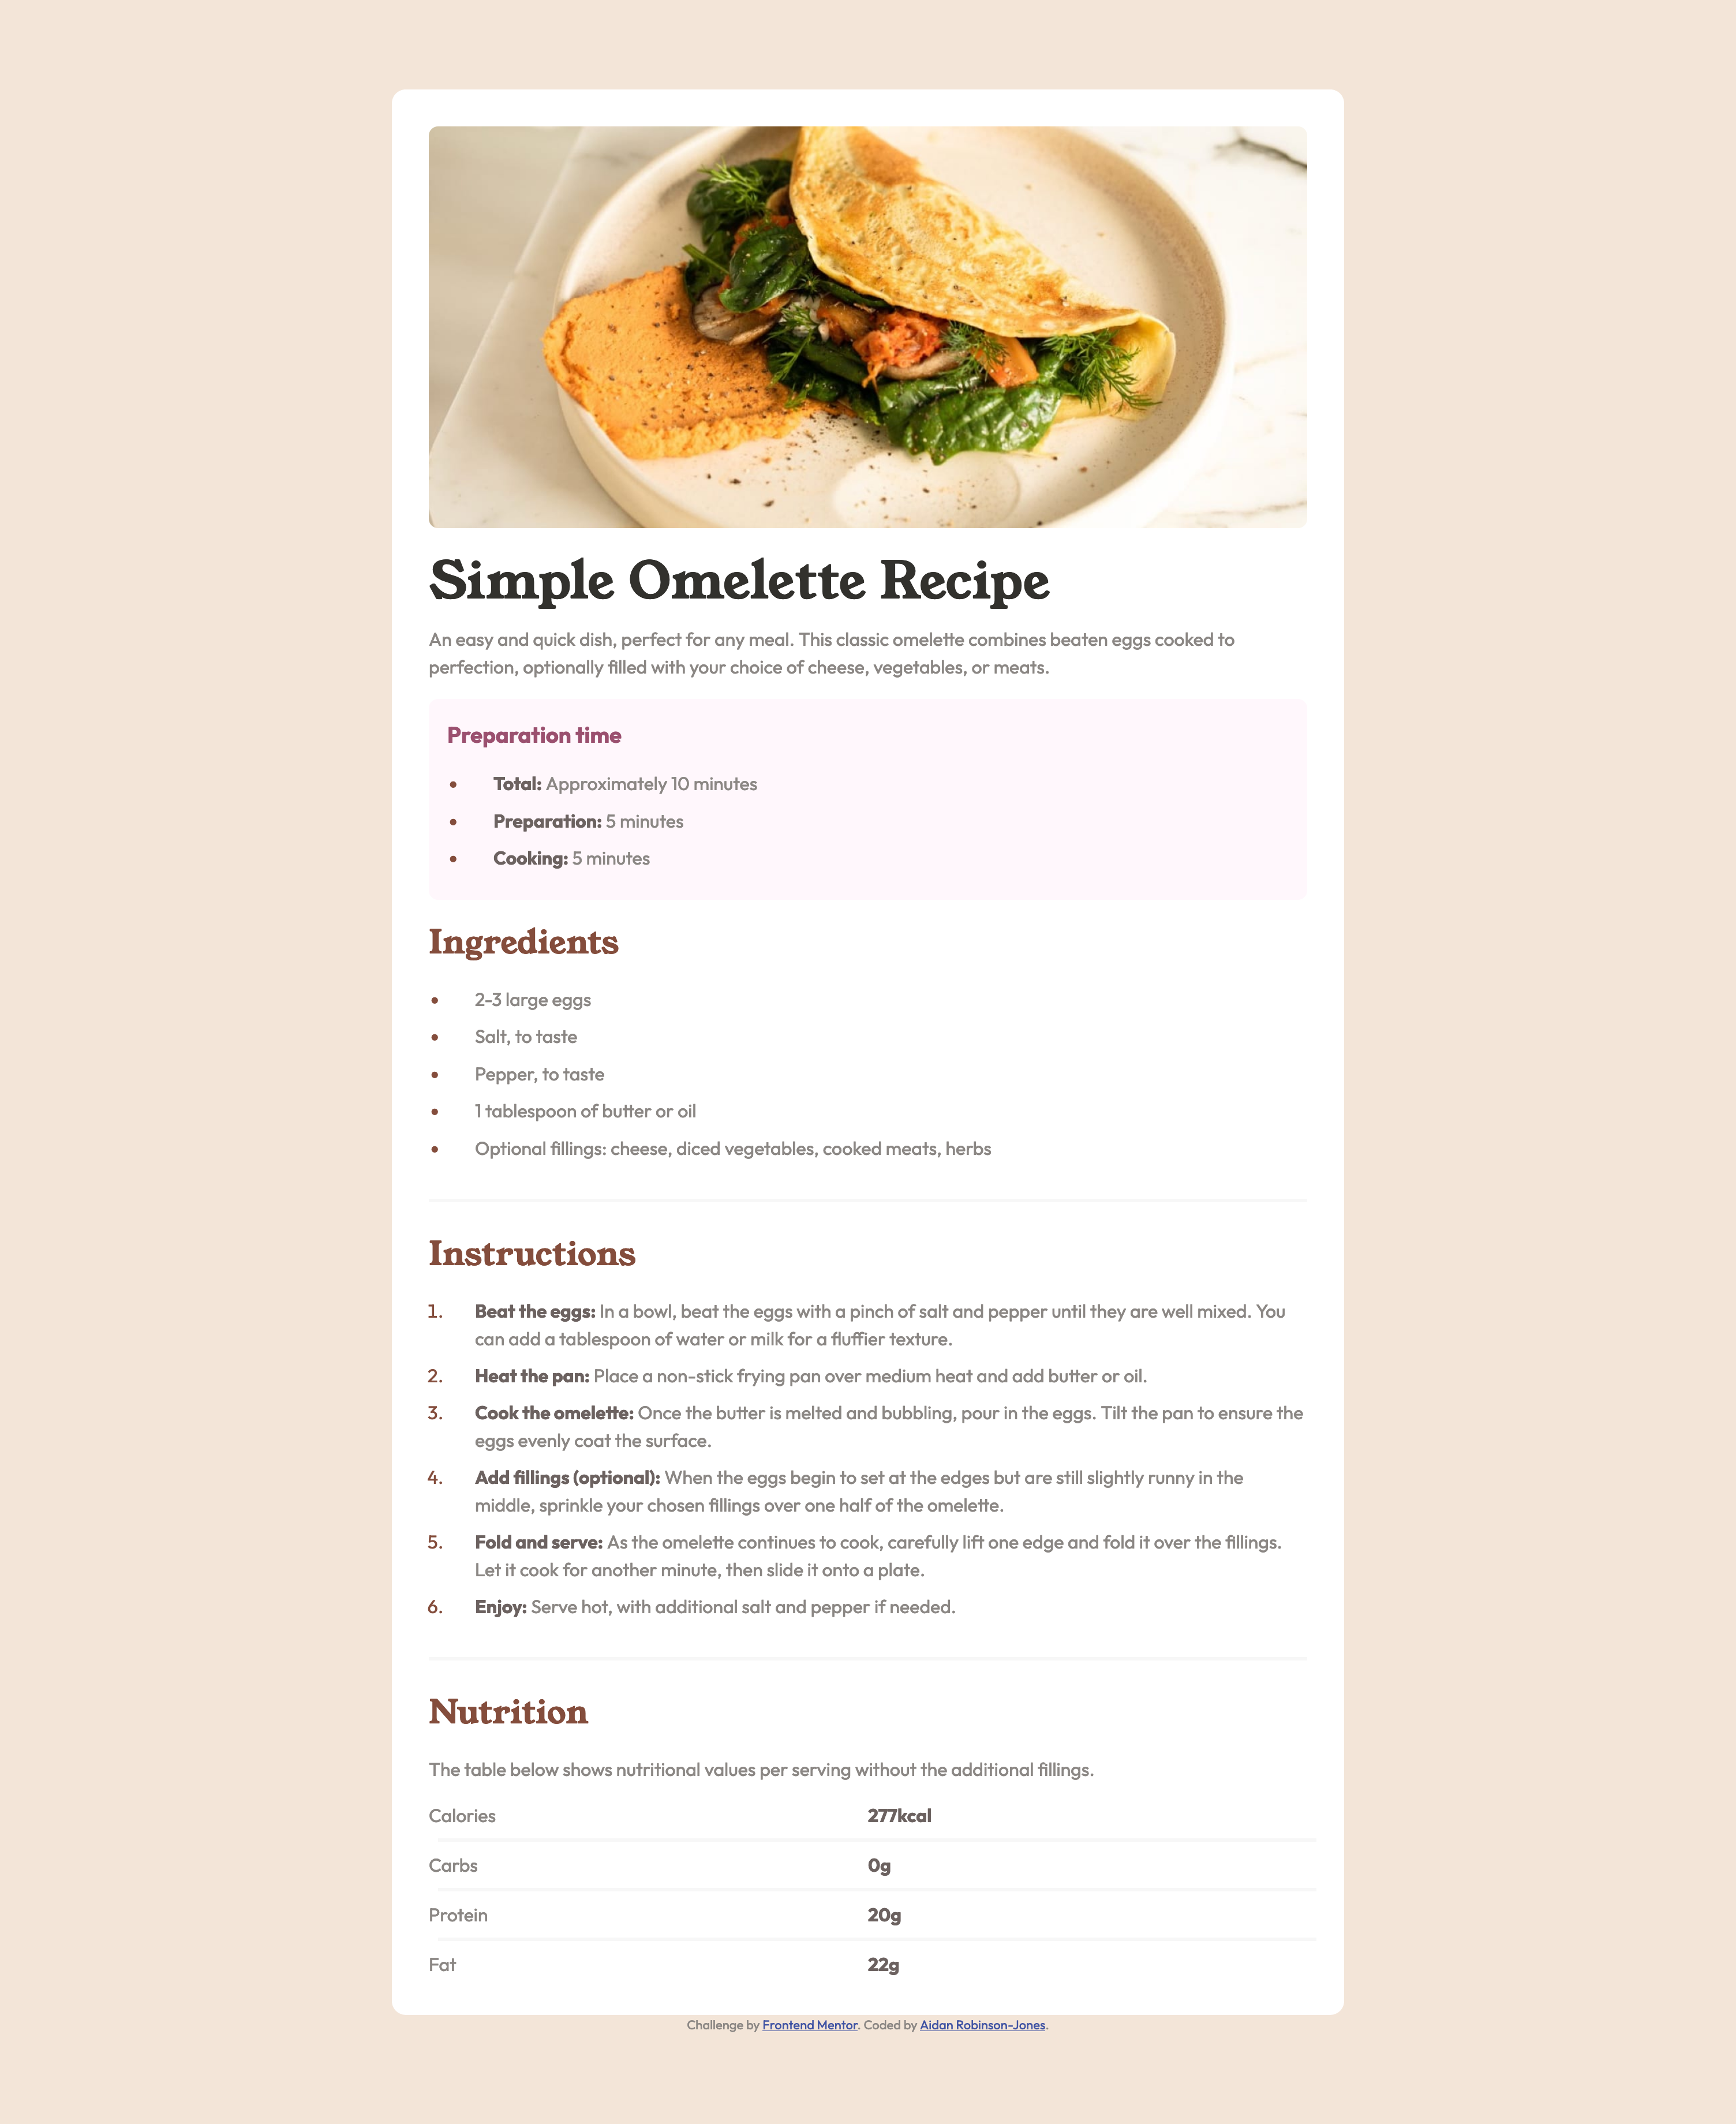 Simple Omelette Recipe
An easy and quick dish, perfect for any meal. This classic omelette combines beaten eggs cooked to
perfection, optionally filled with your choice of cheese, vegetables, or meats.
Preparation time
• Total: Approximately 10 minutes
• Preparation: 5 minutes
• Cooking: 5 minutes
Ingredients
• 2-3 large eggs
• Salt, to taste
• Pepper, to taste
• 1 tablespoon of butter or oil
• Optional fillings: cheese, diced vegetables, cooked meats, herbs
Instructions
1. Beat the eggs: In a bowl, beat the eggs with a pinch of salt and pepper until they are well mixed. You
can add a tablespoon of water or milk for a fluffier texture.
2. Heat the pan: Place a non-stick frying pan over medium heat and add butter or oil.
3. Cook the omelette: Once the butter is melted and bubbling, pour in the eggs. Tilt the pan to ensure the
eggs evenly coat the surface.
4. Add fillings (optional): When the eggs begin to set at the edges but are still slightly runny in the
middle, sprinkle your chosen fillings over one half of the omelette.
5. Fold and serve: As the omelette continues to cook, carefully lift one edge and fold it over the fillings.
Let it cook for another minute, then slide it onto a plate.
6. Enjoy: Serve hot, with additional salt and pepper if needed.
Nutrition
The table below shows nutritional values per serving without the additional fillings.
Calories 277kcal
Carbs 0g
Protein 20g
Fat 22g
Challenge by Frontend Mentor. Coded by Aidan Robinson-Jones.